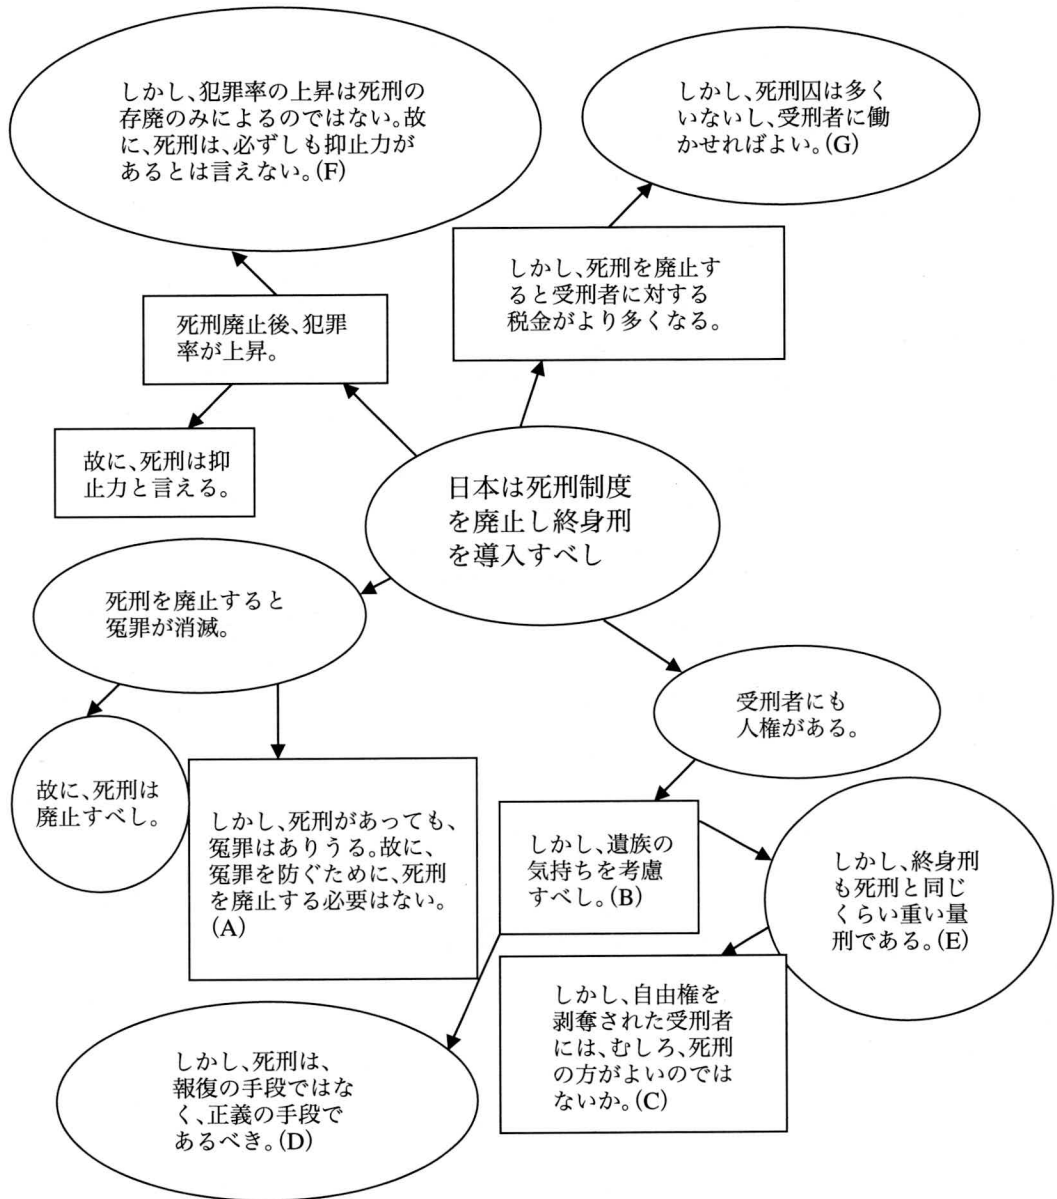 しかし、犯罪率の上昇は死刑の
存廃のみによるのではない。故
に、死刑は、必ずしも抑止力が
あるとは言えない。(F)
しかし、死刑囚は多く
いないし、受刑者に働
かせればよい。(G)
しかし、死刑を廃止す
ると受刑者に対する
税金がより多くなる。
死刑廃止後、犯罪
率が上昇。
故に、死刑は抑
止力と言える。
日本は死刑制度
を廃止し終身刑
を導入すべし
死刑を廃止すると
冤罪が消滅。
受刑者にも
人権がある。
故に、死刑は
廃止すべし。
しかし、死刑があっても、
冤罪はありうる。故に、
冤罪を防ぐために、死刑
を廃止する必要はない。
(A)
しかし、遺族の
気持ちを考慮
すべし。(B)
しかし、終身刑
も死刑と同じ
くらい重い量
刑である。(E)
しかし、自由権を
剥奪された受刑者
には、むしろ、死刑
の方がよいのでは
ないか。(C)
しかし、死刑は、
報復の手段ではな
く、正義の手段で
あるべき。(D)